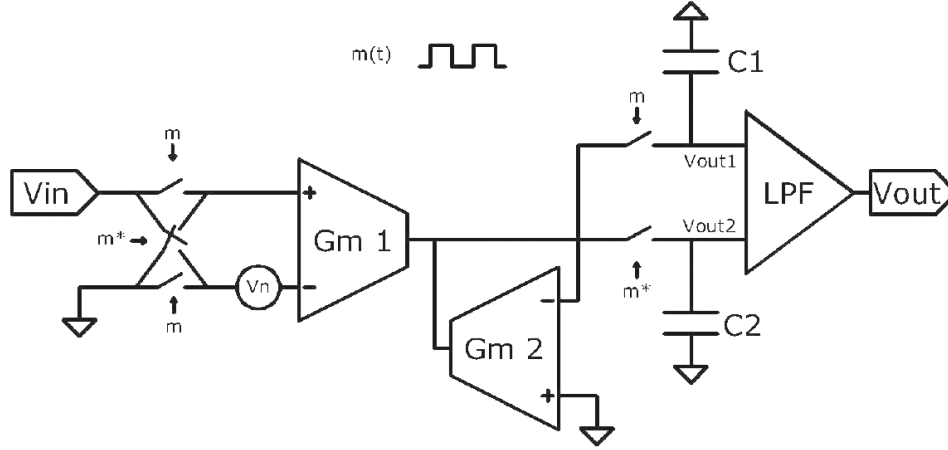 m(t)
C1
m
m
Vout1
Vin
+
LPF
Vout
m*
Gm 1
Vout2
Vn
−
m*
m
−
Gm 2
C2
+